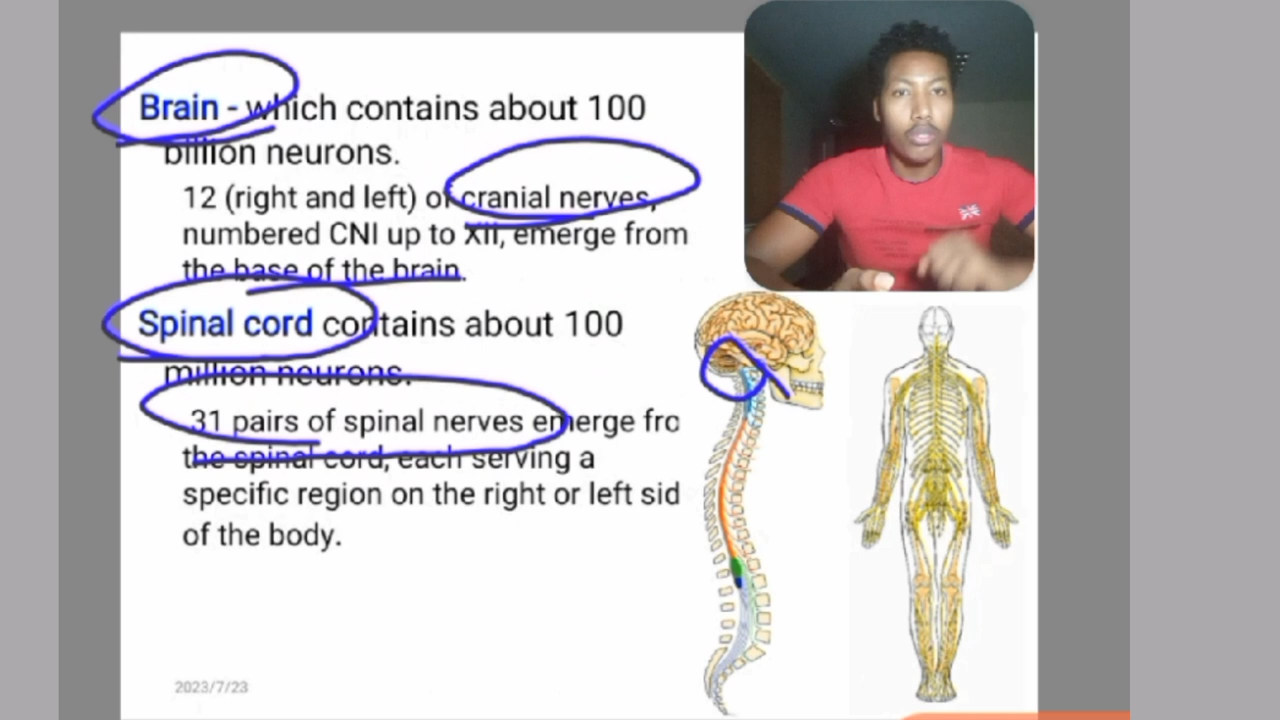 Brain - which contains about 100
billion neurons.
12 (right and left) of cranial nerves,
numbered CNI up to XII, emerge from
the base of the brain.
Spinal cord contains about 100
million neurons.
31 pairs of spinal nerves emerge fro
the spinal cord, each serving a
specific region on the right or left sid
of the body.
2023/7/23